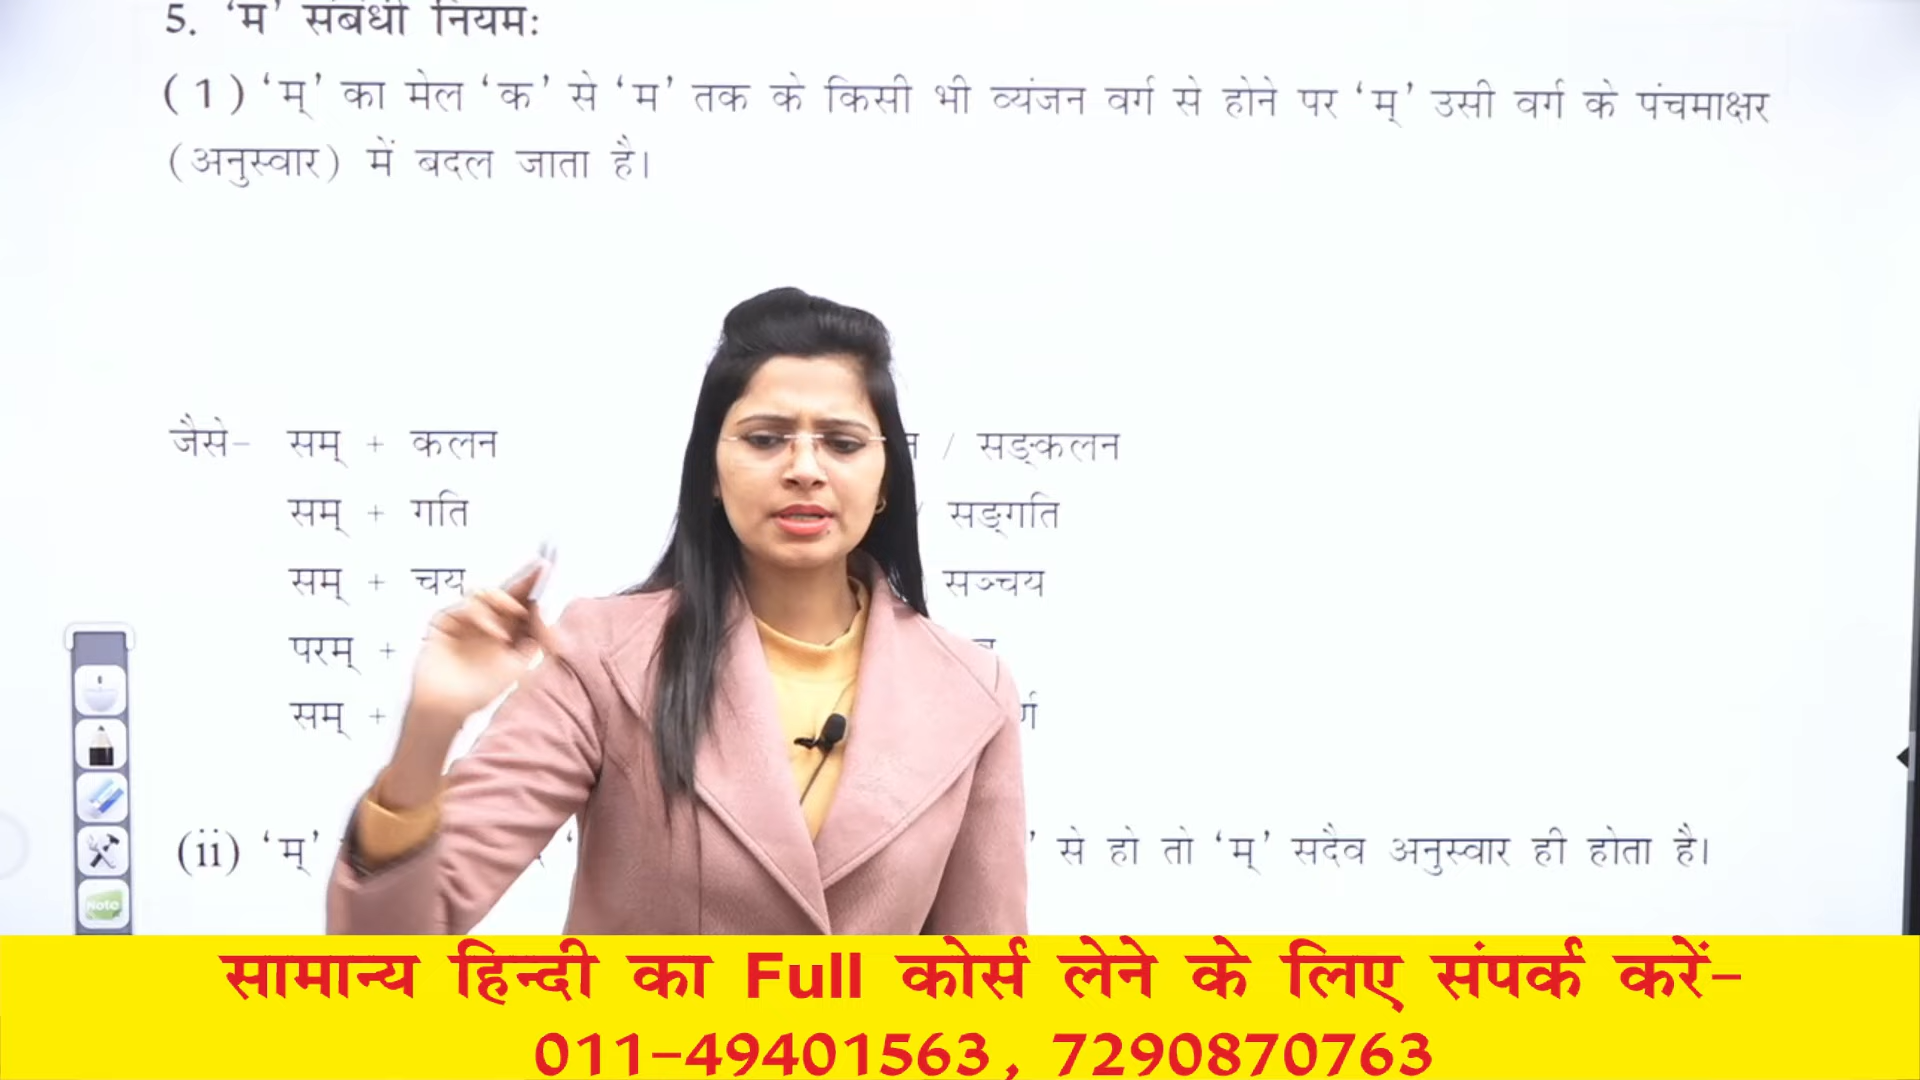 5. ‘म’ संबंधी नियमः
(1) ‘म्’ का मेल ‘क’ से ‘म’ तक के किसी भी व्यंजन वर्ग से होने पर ‘म्’ उसी वर्ग के पंचमाक्षर
(अनुस्वार) में बदल जाता है।
जैसे- सम् + कलन / सङ्कलन
सम् + गति / सङ्गति
सम् + चय सञ्चय
परम् +
सम् +
(ii) ‘म्’ ’ से हो तो ‘म्’ सदैव अनुस्वार ही होता है।
Note
सामान्य हिन्दी का Full कोर्स लेने के लिए संपर्क करें-
011-49401563, 7290870763